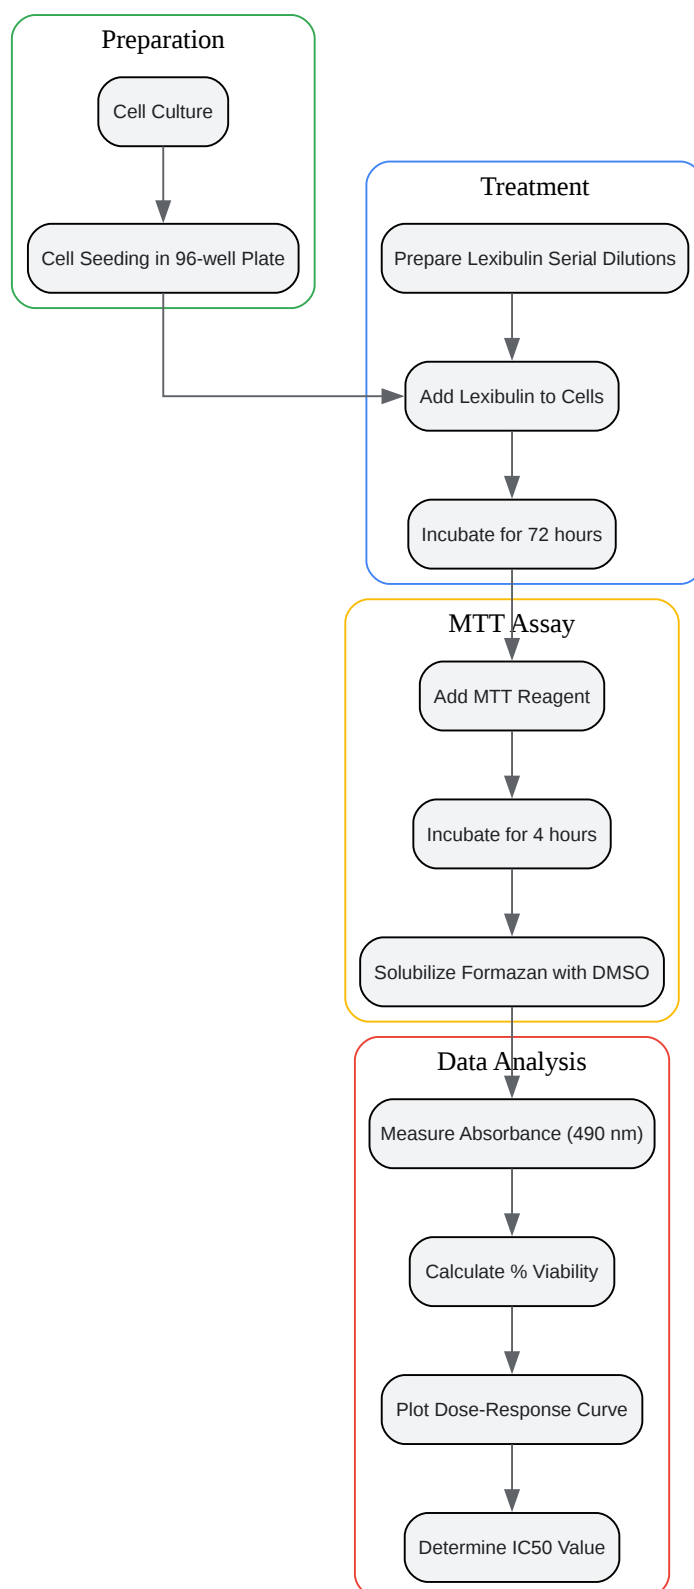 Preparation
Cell Culture
Cell Seeding in 96-well Plate
Treatment
Prepare Lexibulin Serial Dilutions
Add Lexibulin to Cells
Incubate for 72 hours
MTT Assay
Add MTT Reagent
Incubate for 4 hours
Solubilize Formazan with DMSO
Data Analysis
Measure Absorbance (490 nm)
Calculate % Viability
Plot Dose-Response Curve
Determine IC50 Value